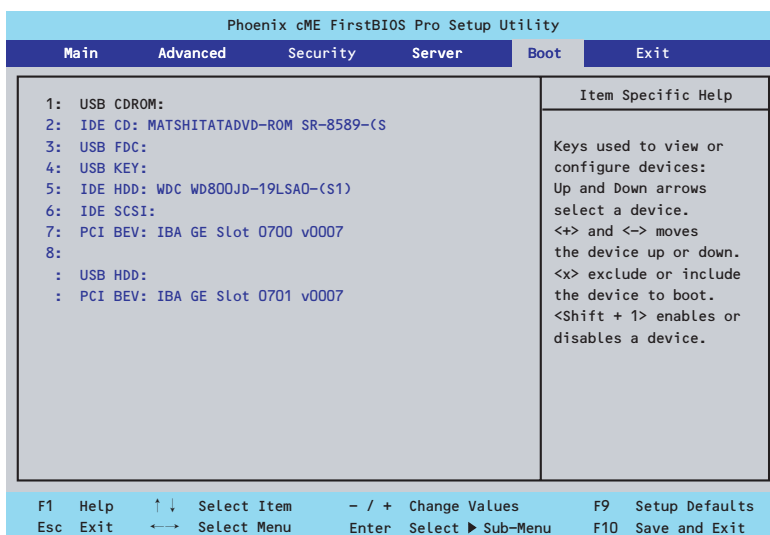 Phoenix cME FirstBIOS Pro Setup Utility
Main Advanced Security Server Boot Exit
1: USB CDROM:
2: IDE CD: MATSHITATADVD-ROM SR-8589-(S
3: USB FDC:
4: USB KEY:
5: IDE HDD: WDC WD800JD-19LSAO-(S1)
6: IDE SCSI:
7: PCI BEV: IBA GE Slot 0700 v0007
8:
: USB HDD:
: PCI BEV: IBA GE Slot 0701 v0007
Item Specific Help
Keys used to view or
configure devices:
Up and Down arrows
select a device.
<+> and <-> moves
the device up or down.
<x> exclude or include
the device to boot.
<Shift + 1> enables or
disables a device.
F1 Help ↑↓ Select Item - / + Change Values F9 Setup Defaults
Esc Exit ←→ Select Menu Enter Select ▶ Sub-Menu F10 Save and Exit